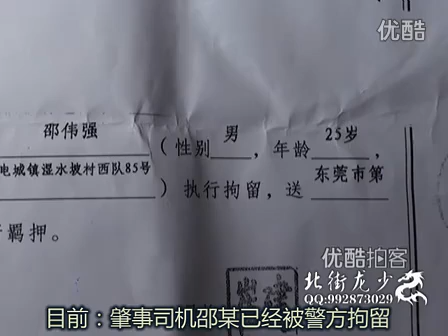 优酷
邵伟强 (性别 男, 年龄 25岁
电城镇湿水坡村西队85号 ) 执行拘留, 送 东莞市第
羁押。
优酷拍客
北街龙少
QQ:992873029
目前：肇事司机邵某已经被警方拘留